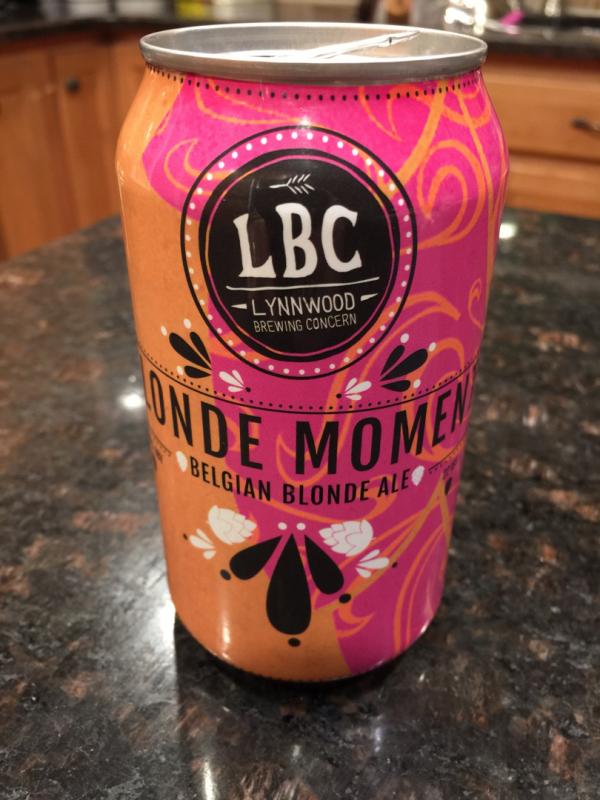 LBC
LYNNWOOD
BREWING CONCERN
LONDE MOMEN
BELGIAN BLONDE ALE